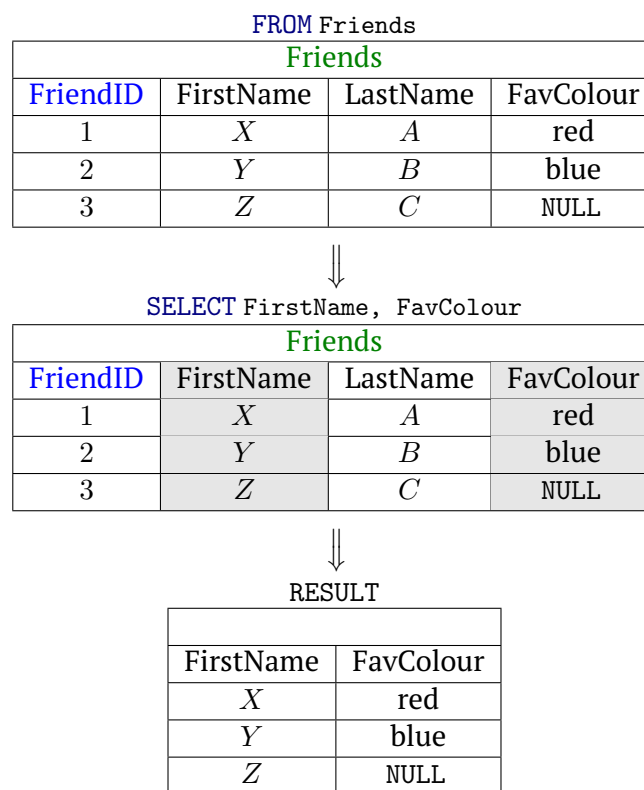 FROM Friends
Friends
FriendID FirstName LastName FavColour
1 X A red
2 Y B blue
3 Z C NULL
⇓
SELECT FirstName, FavColour
Friends
FriendID FirstName LastName FavColour
1 X A red
2 Y B blue
3 Z C NULL
⇓
RESULT
FirstName FavColour
X red
Y blue
Z NULL